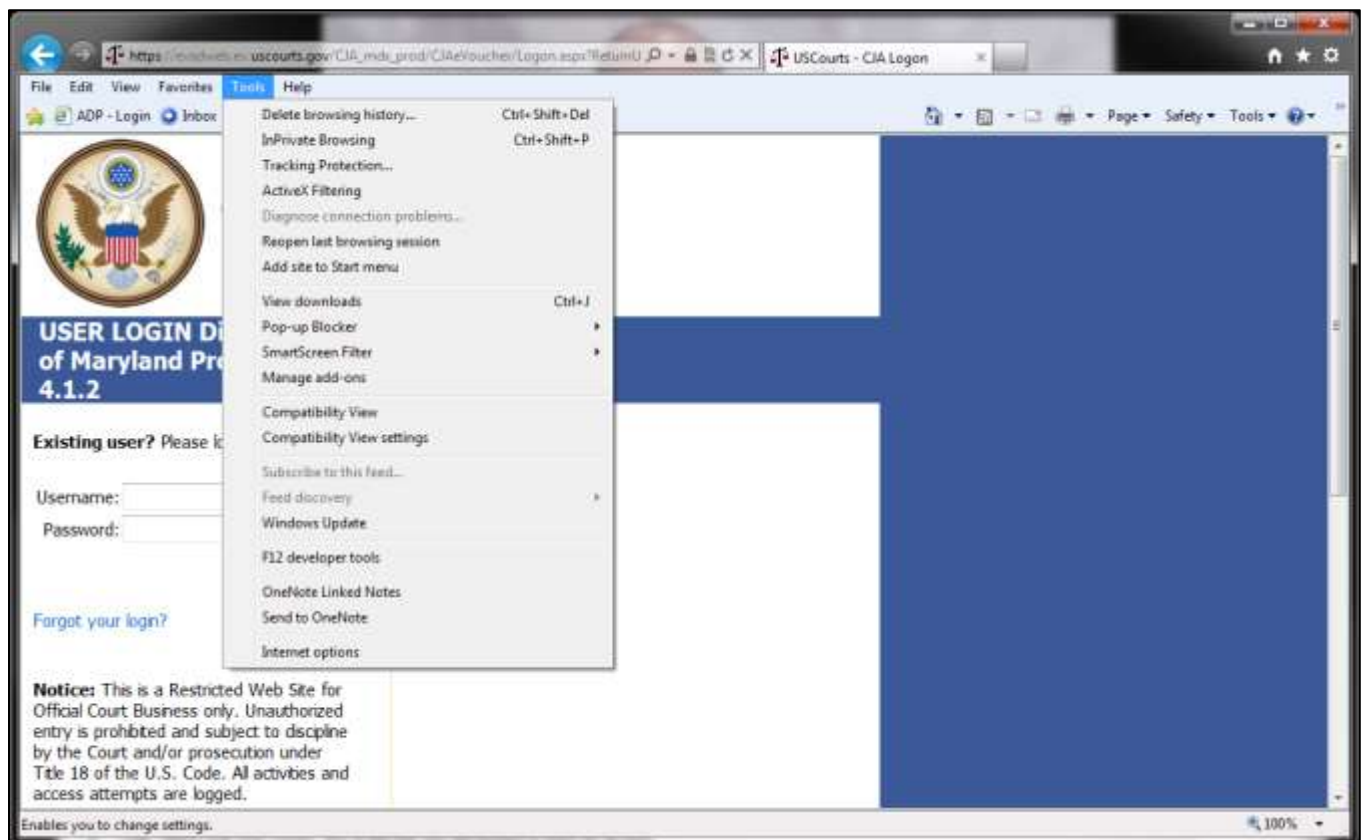 https uscourts.gov/CIA_mdx_prod/CIAeVoucher/Logon.aspx?ReturnU
USCourts - CJA Logon
File Edit View Favorites Tools Help
ADP - Login Inbox
Page Safety Tools
Delete browsing history... Ctrl+Shift+Del
InPrivate Browsing Ctrl+Shift+P
Tracking Protection...
ActiveX Filtering
Diagnose connection problems...
Reopen last browsing session
Add site to Start menu
View downloads Ctrl+J
Pop-up Blocker
SmartScreen Filter
Manage add-ons
Compatibility View
Compatibility View settings
Subscribe to this feed...
Feed discovery
Windows Update
F12 developer tools
OneNote Linked Notes
Send to OneNote
Internet options
USER LOGIN Di
of Maryland Pro
4.1.2
Existing user? Please lo
Username:
Password:
Forgot your login?
Notice: This is a Restricted Web Site for
Official Court Business only. Unauthorized
entry is prohibited and subject to discipline
by the Court and/or prosecution under
Title 18 of the U.S. Code. All activities and
access attempts are logged.
Enables you to change settings.
100%